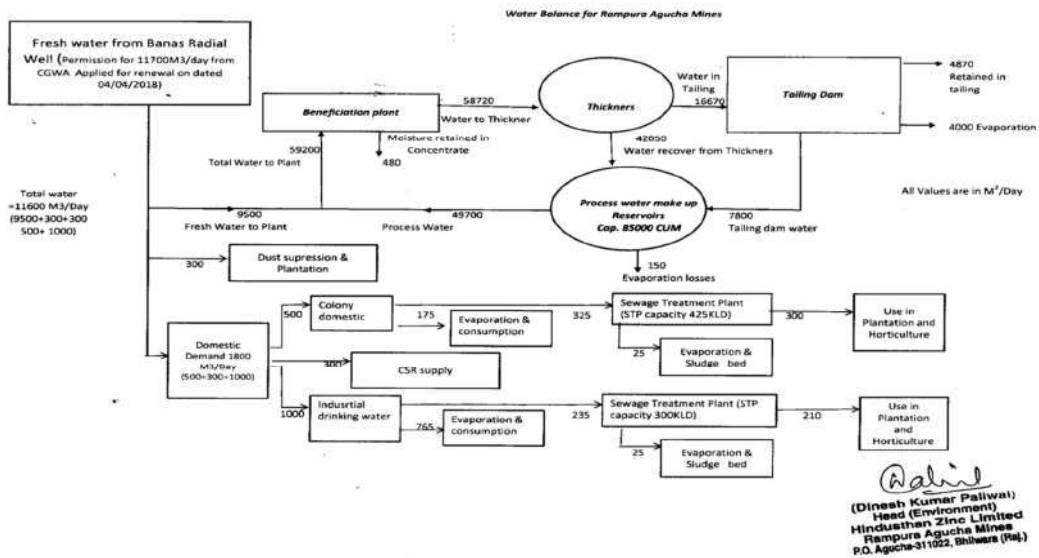 Water Balance for Rampura Agucha Mines
Fresh water from Banas Radial
Well (Permission for 11700M3/day from
CGWA Applied for renewal on dated
04/04/2018)
Beneficiation plant
58720
Water to Thickner
Thickners
Water in
Tailing
16670
Tailing Dam
4870
Retained in
tailing
4000 Evaporation
Moisture retained in
Concentrate
480
59200
Total Water to Plant
42050
Water recover from Thickners
Total water
=11600 M3/Day
(9500+300+300
500+ 1000)
All Values are in M³/Day
9500
Fresh Water to Plant
49700
Process Water
Process water make up
Reservoirs
Cap. 85000 CUM
7800
Tailing dam water
150
Evaporation losses
300
Dust supression &
Plantation
500
Colony
domestic
175
Evaporation &
consumption
325
Sewage Treatment Plant
(STP capacity 425KLD)
300
Use in
Plantation and
Horticulture
25
Evaporation &
Sludge bed
Domestic
Demand 1800
M3/Day
(500+300+1000)
300
CSR supply
1000
Indusrtial
drinking water
765
Evaporation &
consumption
235
Sewage Treatment Plant (STP
capacity 300KLD)
210
Use in
Plantation
and
Horticulture
25
Evaporation &
Sludge bed
(Dinesh Kumar Paliwal)
Head (Environment)
Hindusthan Zinc Limited
Rampura Agucha Mines
P.O. Agucha-311022, Bhilwara (Raj.)